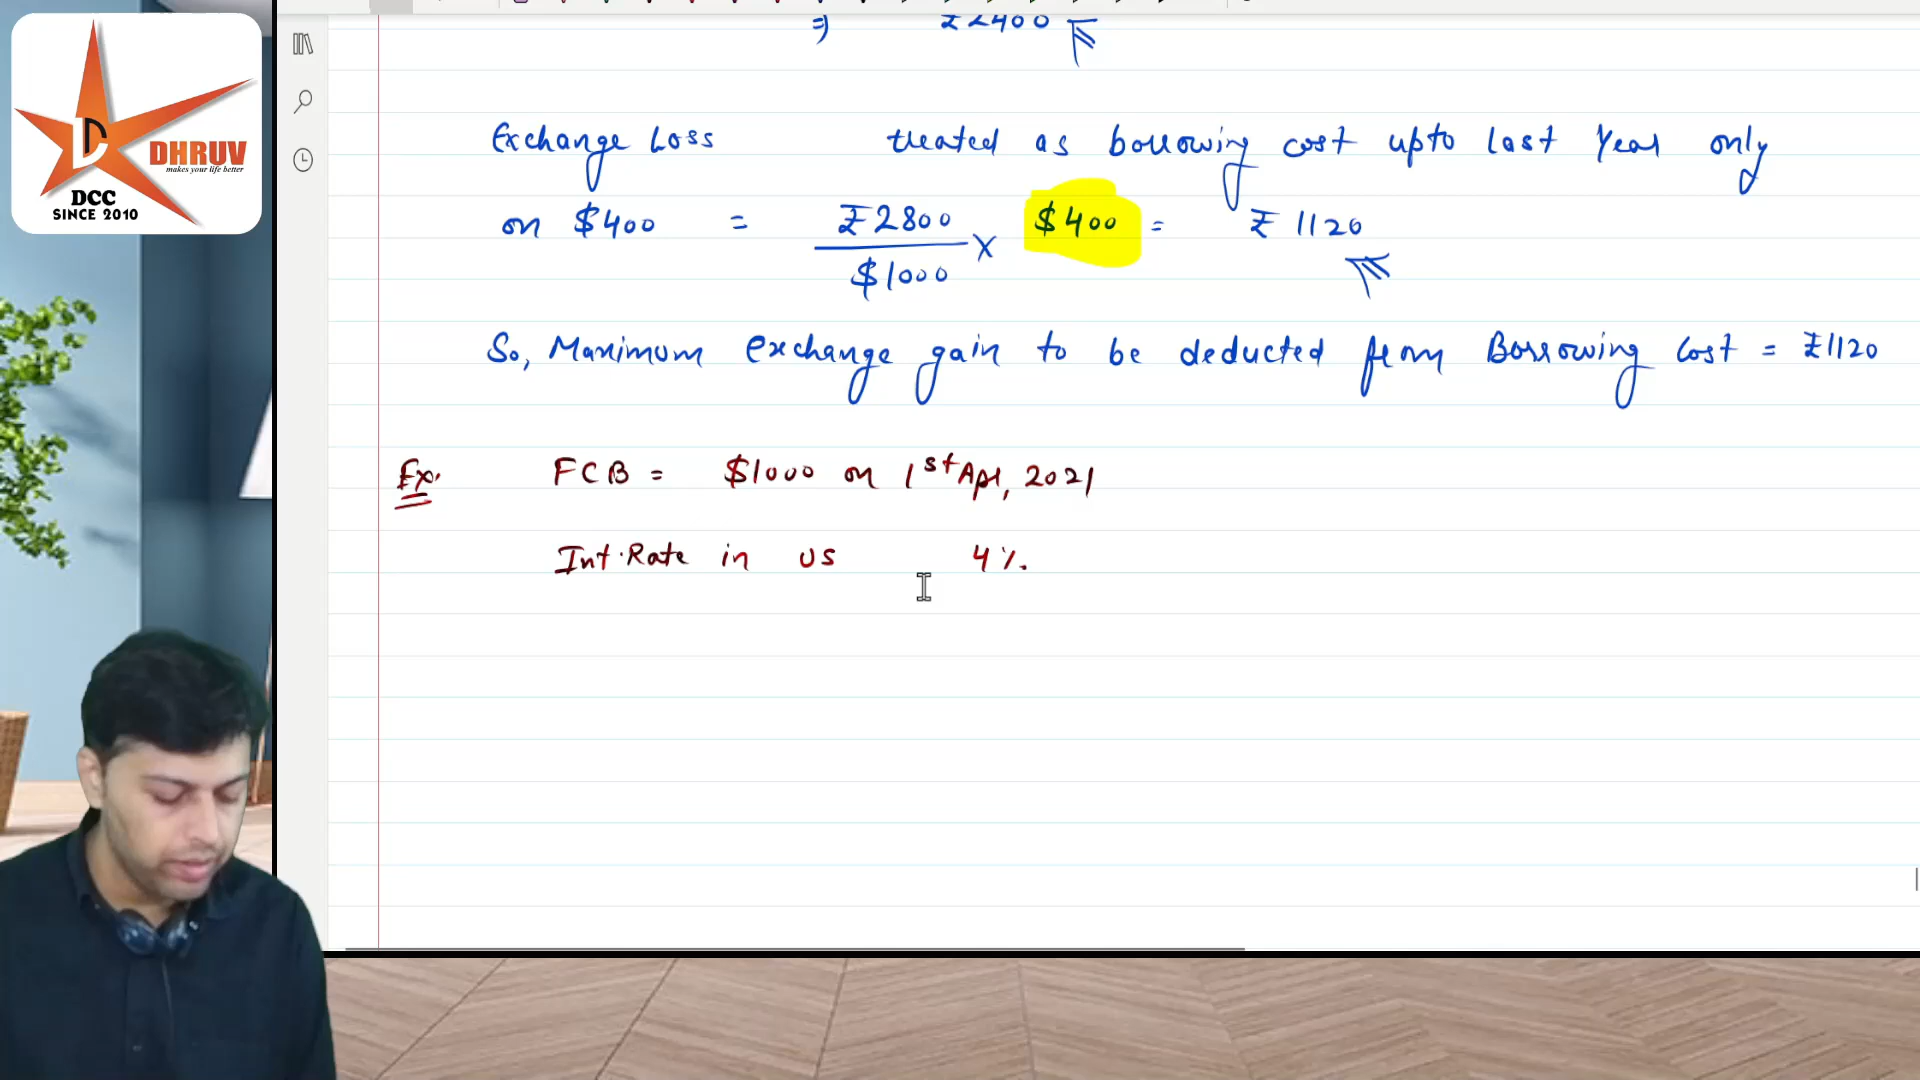 DHRUV
makes your life better
DCC
SINCE 2010
⇒ ₹2400
Exchange Loss treated as borrowing cost upto last Year only
on $400 = ₹2800 / $1000 × $400 = ₹1120
So, Maximum exchange gain to be deducted from Borrowing Cost = ₹1120
Ex. FCB = $1000 on 1st Apr, 2021
Int. Rate in US 4%.